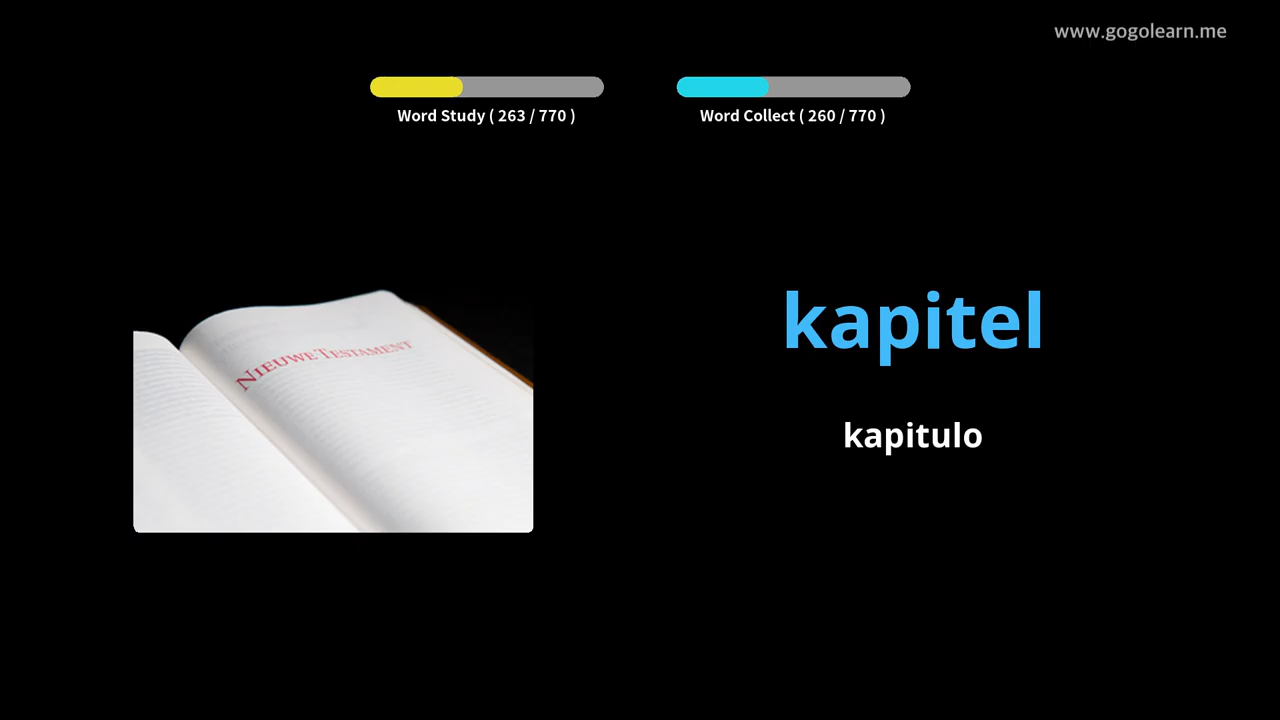 www.gogolearn.me
Word Study ( 263 / 770 )
Word Collect ( 260 / 770 )
NIEUWE TESTAMENT
kapitel
kapitulo